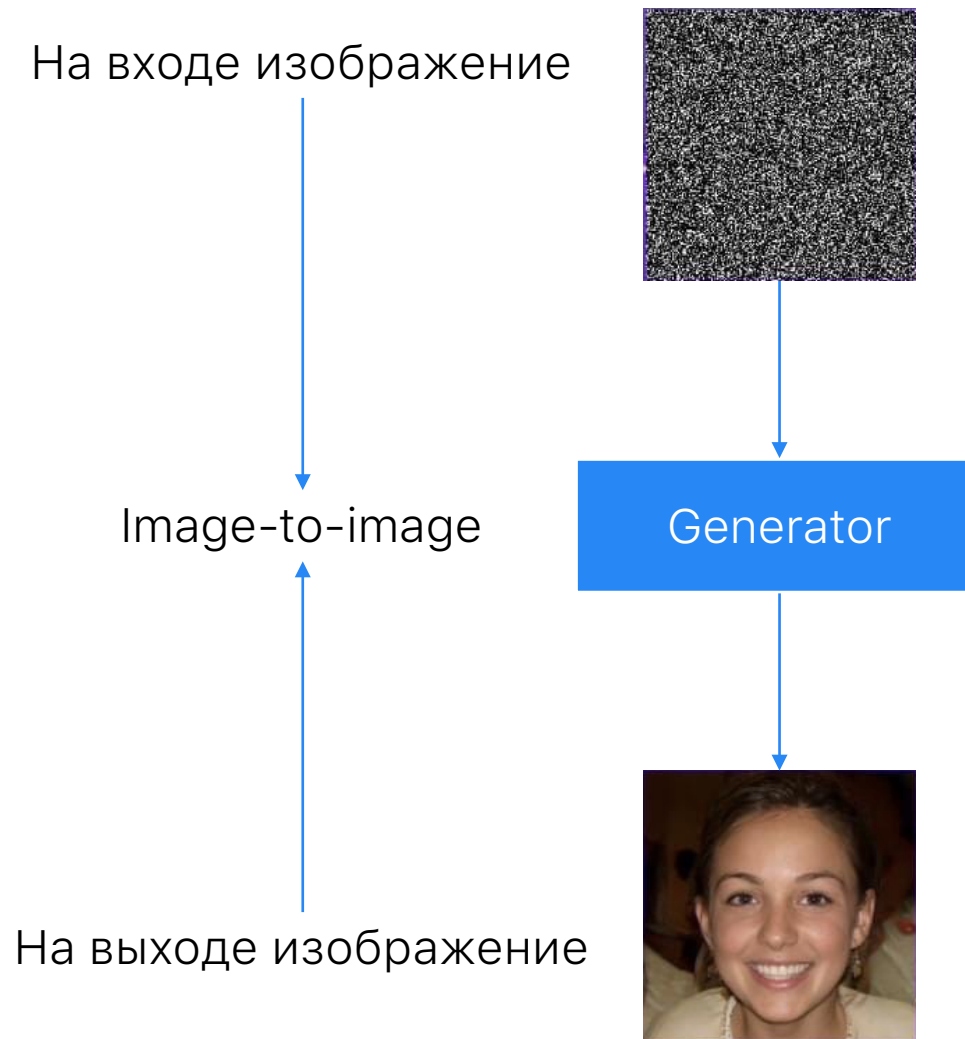 На входе изображение
Image-to-image
Generator
На выходе изображение